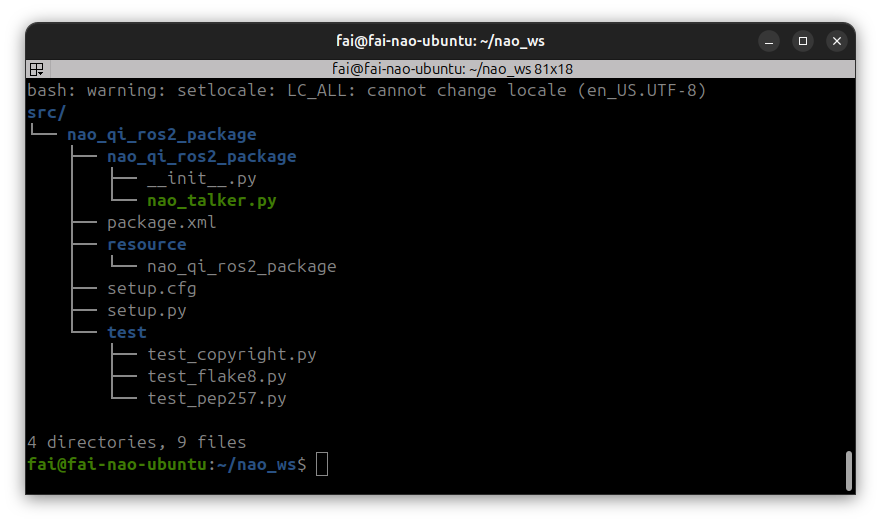 fai@fai-nao-ubuntu: ~/nao_ws
fai@fai-nao-ubuntu: ~/nao_ws 81x18
bash: warning: setlocale: LC_ALL: cannot change locale (en_US.UTF-8)
src/
└── nao_qi_ros2_package
    ├── nao_qi_ros2_package
    │   ├── __init__.py
    │   └── nao_talker.py
    ├── package.xml
    ├── resource
    │   └── nao_qi_ros2_package
    ├── setup.cfg
    ├── setup.py
    └── test
        ├── test_copyright.py
        ├── test_flake8.py
        └── test_pep257.py
4 directories, 9 files
fai@fai-nao-ubuntu:~/nao_ws$